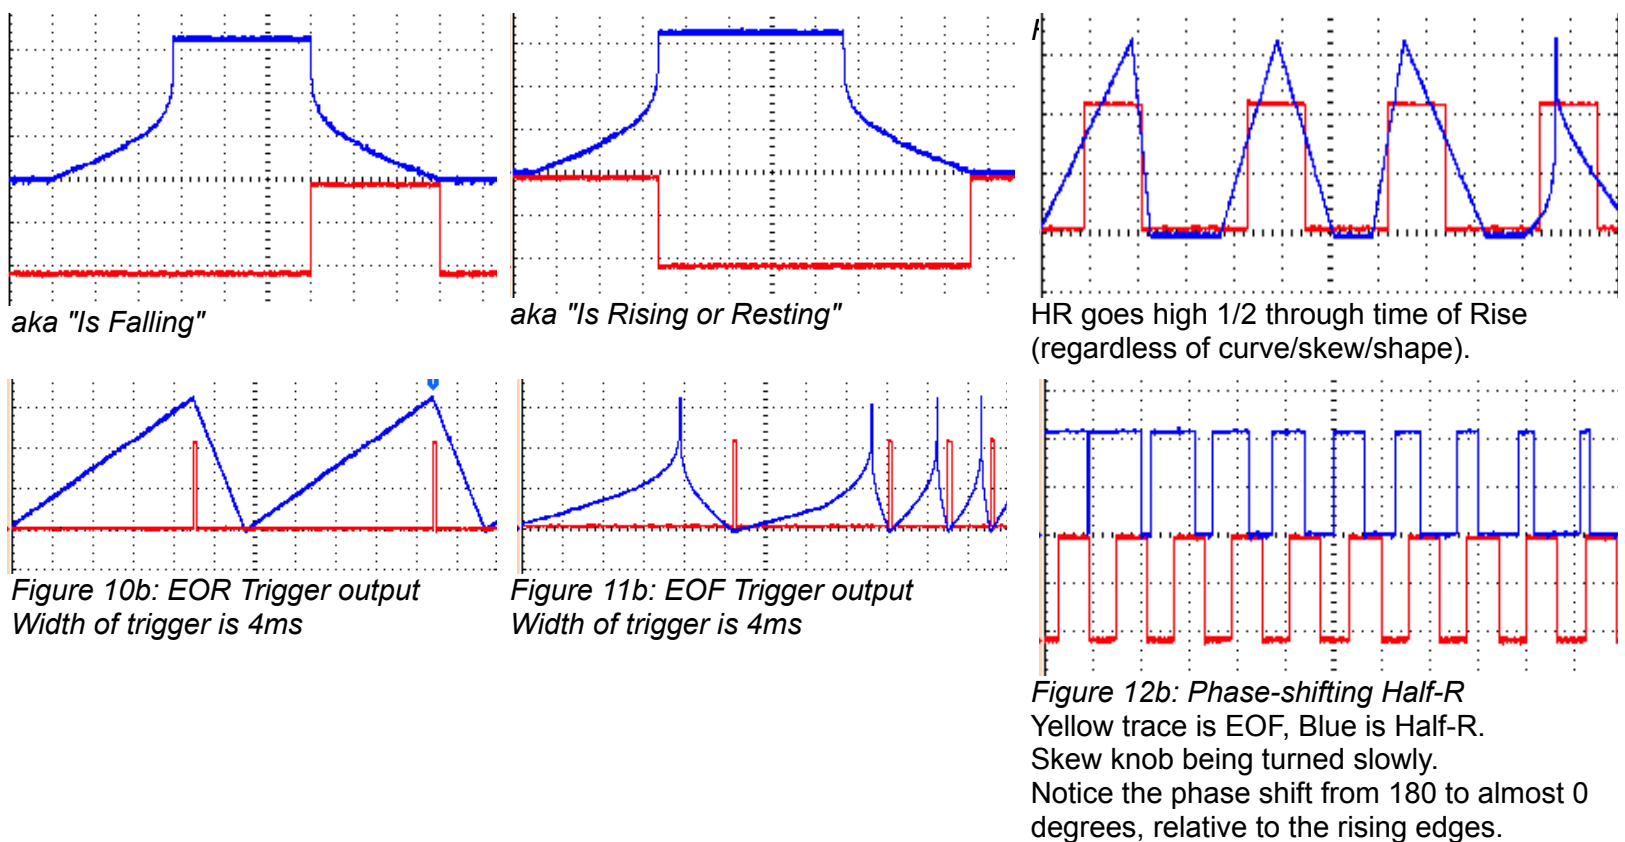 aka "Is Falling"
aka "Is Rising or Resting"
HR goes high 1/2 through time of Rise
(regardless of curve/skew/shape).
Figure 10b: EOR Trigger output
Width of trigger is 4ms
Figure 11b: EOF Trigger output
Width of trigger is 4ms
Figure 12b: Phase-shifting Half-R
Yellow trace is EOF, Blue is Half-R.
Skew knob being turned slowly.
Notice the phase shift from 180 to almost 0
degrees, relative to the rising edges.